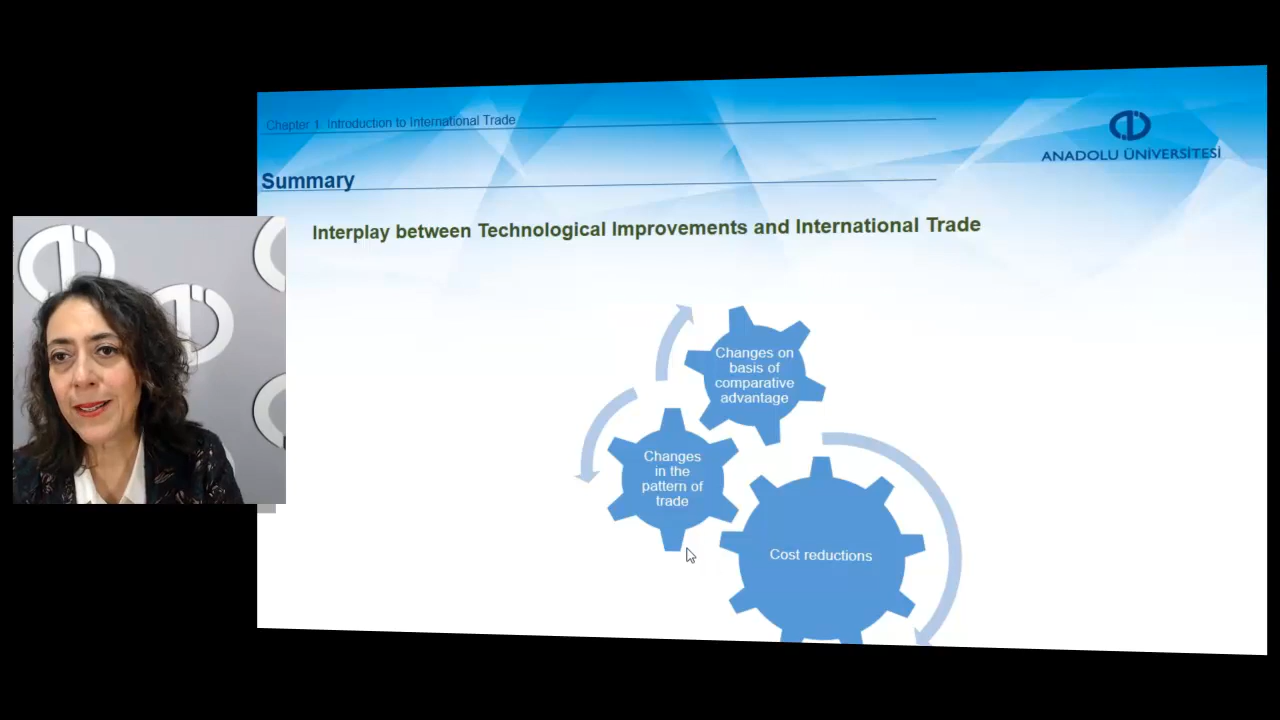 Chapter 1 Introduction to International Trade
ANADOLU ÜNİVERSİTESİ
Summary
Interplay between Technological Improvements and International Trade
Changes on
basis of
comparative
advantage
Changes
in the
pattern of
trade
Cost reductions